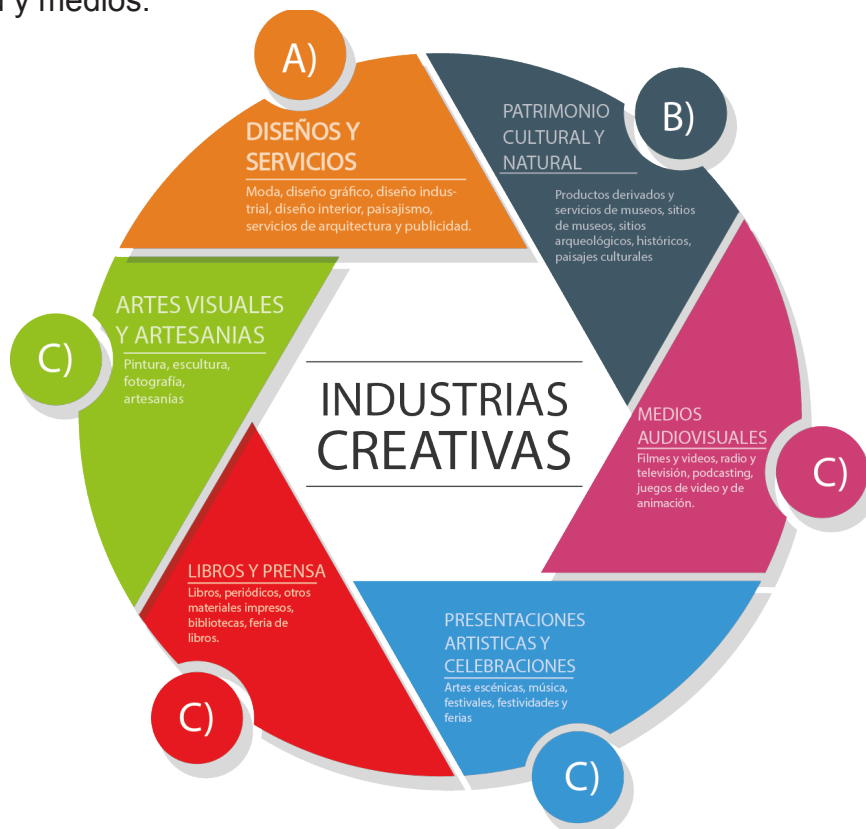 y medios.
A)
DISEÑOS Y
SERVICIOS
Moda, diseño gráfico, diseño indus-
trial, diseño interior, paisajismo,
servicios de arquitectura y publicidad.
B)
PATRIMONIO
CULTURAL Y
NATURAL
Productos derivados y
servicios de museos, sitios
de museos, sitios
arqueológicos, históricos,
paisajes culturales
C)
ARTES VISUALES
Y ARTESANIAS
Pintura, escultura,
fotografía,
artesanías
INDUSTRIAS
CREATIVAS
MEDIOS
AUDIOVISUALES
Filmes y videos, radio y
televisión, podcasting,
juegos de video y de
animación.
C)
LIBROS Y PRENSA
Libros, periódicos, otros
materiales impresos,
bibliotecas, feria de
libros.
C)
PRESENTACIONES
ARTISTICAS Y
CELEBRACIONES
Artes escénicas, música,
festivales, festividades y
ferias
C)